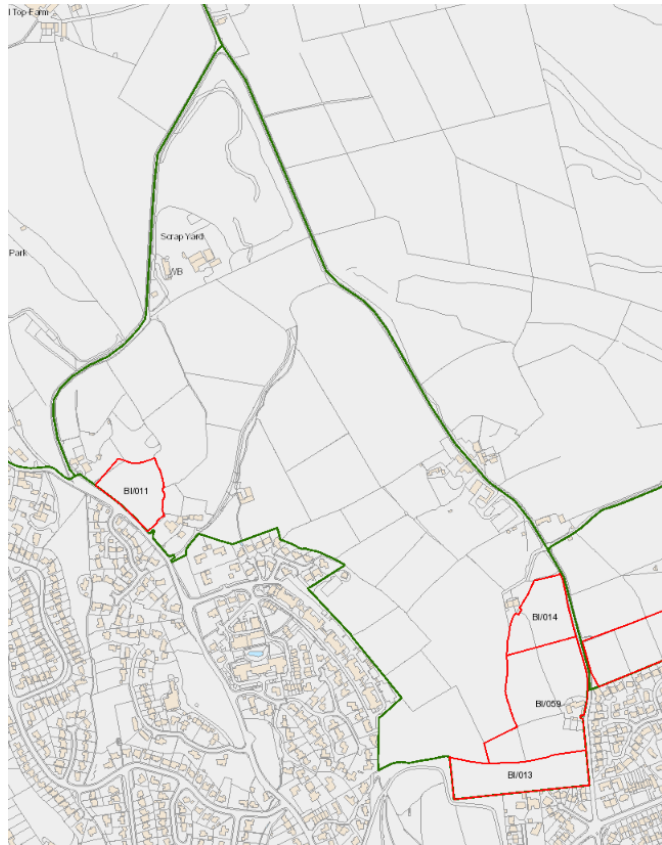 l Top Farm
Scrap Yard
Park
WB
BI/011
BI/014
BI/059
BI/013